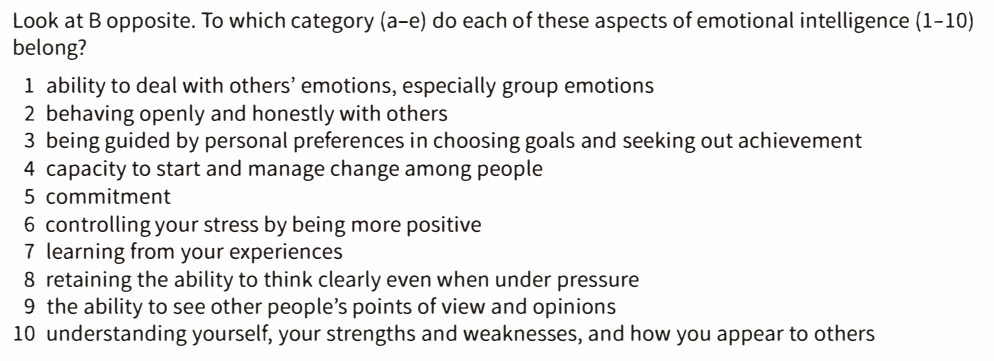 Look at B opposite. To which category (a–e) do each of these aspects of emotional intelligence (1–10)
belong?
1 ability to deal with others’ emotions, especially group emotions
2 behaving openly and honestly with others
3 being guided by personal preferences in choosing goals and seeking out achievement
4 capacity to start and manage change among people
5 commitment
6 controlling your stress by being more positive
7 learning from your experiences
8 retaining the ability to think clearly even when under pressure
9 the ability to see other people’s points of view and opinions
10 understanding yourself, your strengths and weaknesses, and how you appear to others